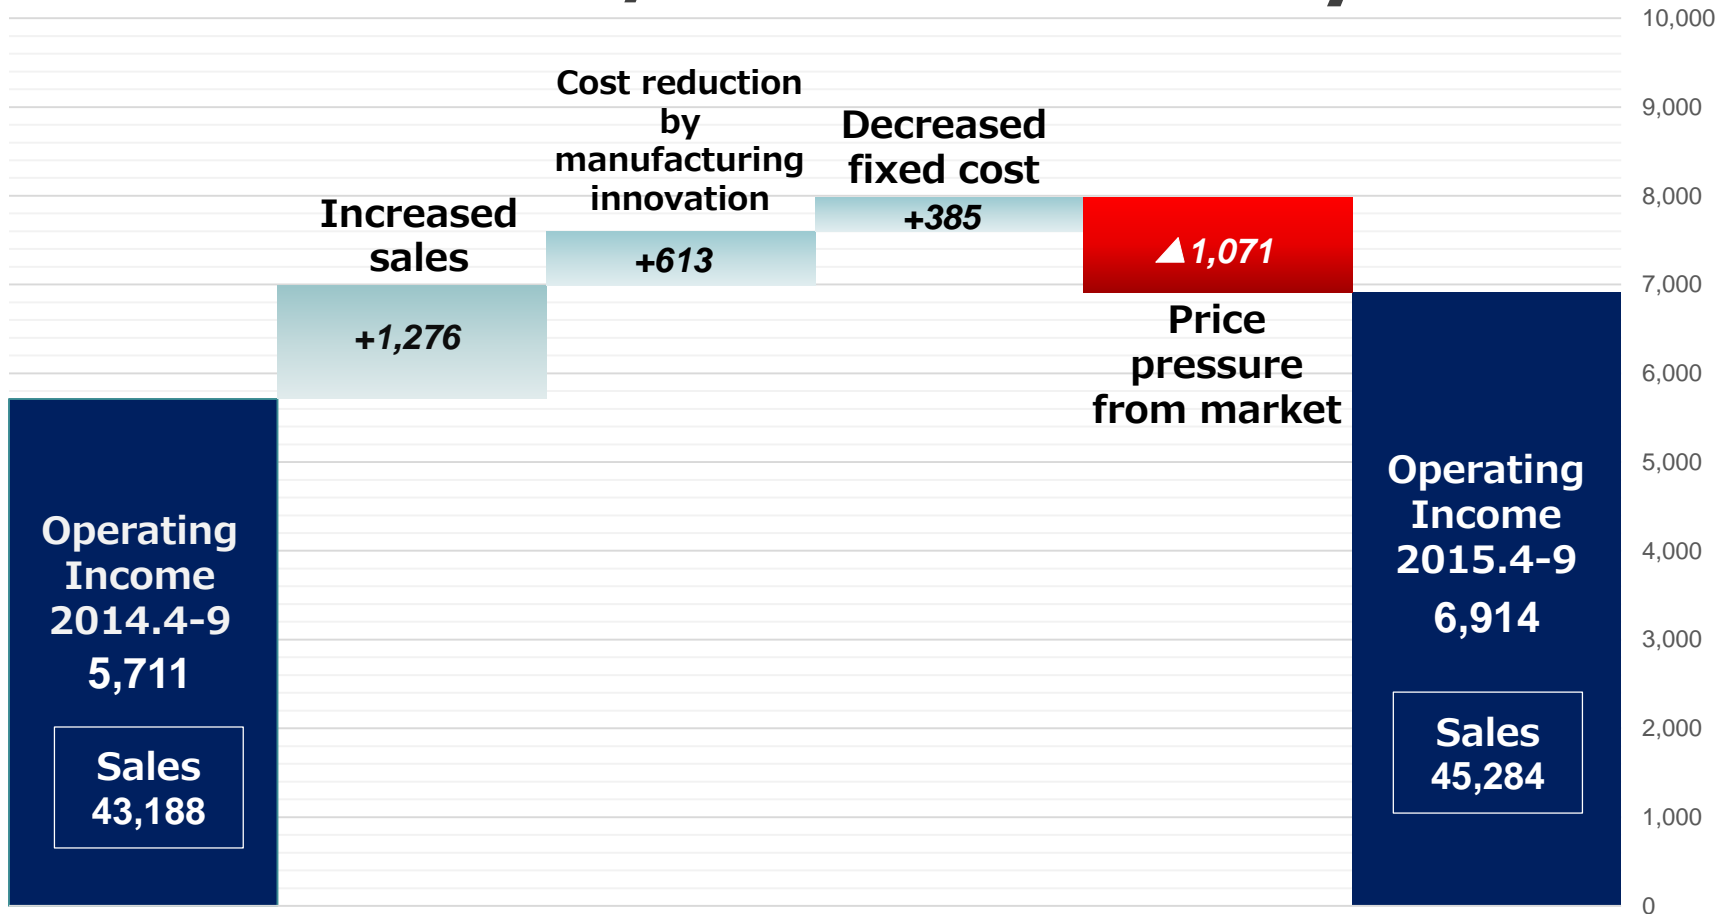 Cost reduction
by
manufacturing
innovation
Decreased
fixed cost
Increased
sales
+1,276
+613
+385
▲1,071
Price
pressure
from market
Operating
Income
2014.4-9
5,711
Sales
43,188
Operating
Income
2015.4-9
6,914
Sales
45,284
10,000
9,000
8,000
7,000
6,000
5,000
4,000
3,000
2,000
1,000
0